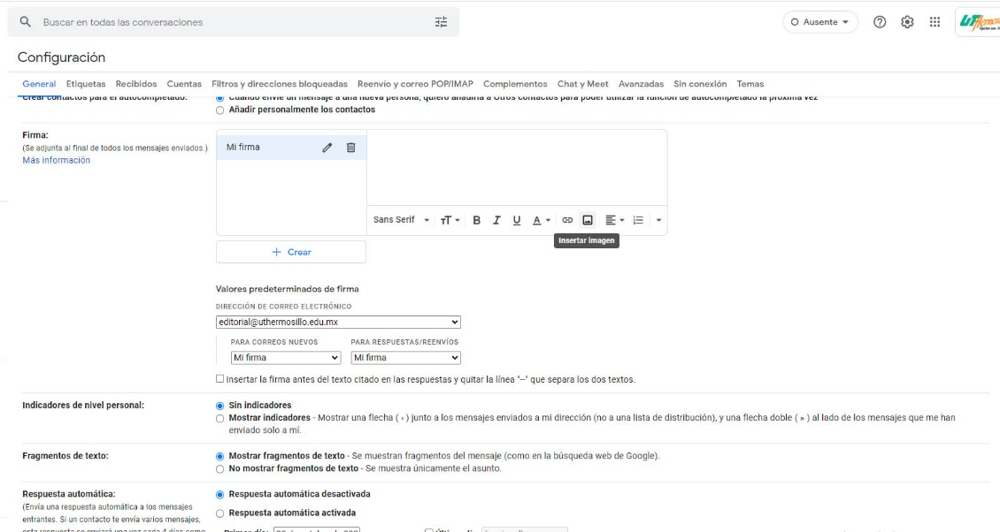 Buscar en todas las conversaciones
Ausente
Configuración
General Etiquetas Recibidos Cuentas Filtros y direcciones bloqueadas Reenvío y correo POP/IMAP Complementos Chat y Meet Avanzadas Sin conexión Temas
Crear contactos para el autocompletado: Cuando envíe un mensaje a una nueva persona, quiero añadirla a Otros contactos para poder utilizar la función de autocompletado la próxima vez
Añadir personalmente los contactos
Firma:
(Se adjunta al final de todos los mensajes enviados.)
Más información
Mi firma
Sans Serif
Insertar imagen
Crear
Valores predeterminados de firma
DIRECCIÓN DE CORREO ELECTRÓNICO
editorial@uthermosillo.edu.mx
PARA CORREOS NUEVOS PARA RESPUESTAS/REENVÍOS
Mi firma Mi firma
Insertar la firma antes del texto citado en las respuestas y quitar la línea "--" que separa los dos textos.
Indicadores de nivel personal: Sin indicadores
Mostrar indicadores - Mostrar una flecha ( › ) junto a los mensajes enviados a mi dirección (no a una lista de distribución), y una flecha doble ( » ) al lado de los mensajes que me han
enviado solo a mí.
Fragmentos de texto: Mostrar fragmentos de texto - Se muestran fragmentos del mensaje (como en la búsqueda web de Google).
No mostrar fragmentos de texto - Se muestra únicamente el asunto.
Respuesta automática: Respuesta automática desactivada
(Envía una respuesta automática a los mensajes
entrantes. Si un contacto te envía varios mensajes,
Respuesta automática activada
esta respuesta se enviará una vez cada 4 días como
Primer día: